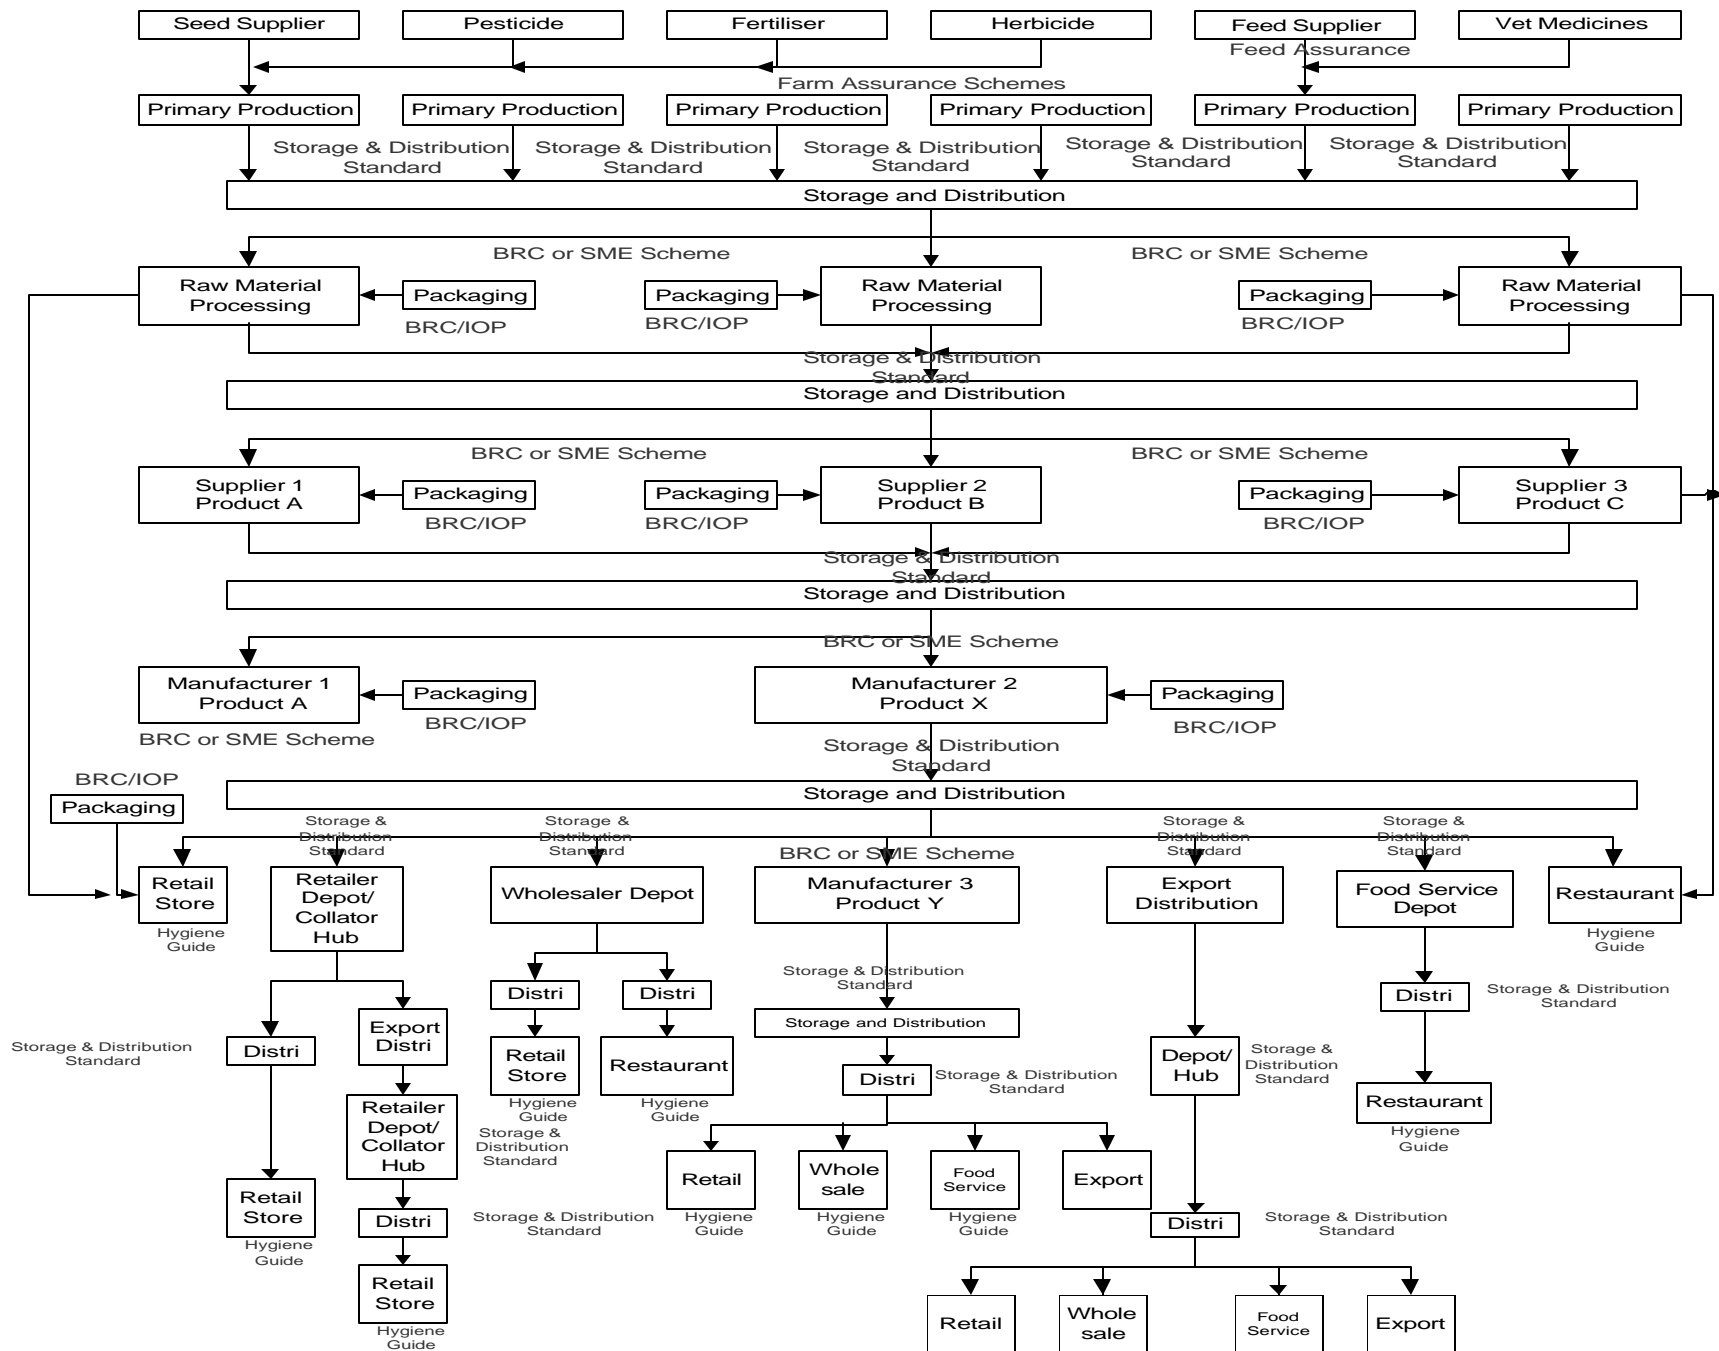 Seed Supplier
Pesticide
Fertiliser
Herbicide
Feed Supplier
Vet Medicines
Feed Assurance
Farm Assurance Schemes
Primary Production
Primary Production
Primary Production
Primary Production
Primary Production
Primary Production
Storage & Distribution
Standard
Storage & Distribution
Standard
Storage & Distribution
Standard
Storage & Distribution
Standard
Storage & Distribution
Standard
Storage and Distribution
BRC or SME Scheme
BRC or SME Scheme
Raw Material
Processing
Packaging
BRC/IOP
Packaging
BRC/IOP
Raw Material
Processing
Packaging
BRC/IOP
Raw Material
Processing
Storage & Distribution
Standard
Storage and Distribution
BRC or SME Scheme
BRC or SME Scheme
Supplier 1
Product A
Packaging
BRC/IOP
Packaging
BRC/IOP
Supplier 2
Product B
Packaging
BRC/IOP
Supplier 3
Product C
Storage & Distribution
Standard
Storage and Distribution
BRC or SME Scheme
Manufacturer 1
Product A
BRC or SME Scheme
Packaging
BRC/IOP
Manufacturer 2
Product X
Packaging
BRC/IOP
Storage & Distribution
Standard
BRC/IOP
Packaging
Storage and Distribution
Storage &
Distribution
Standard
Storage &
Distribution
Standard
BRC or SME Scheme
Storage &
Distribution
Standard
Storage &
Distribution
Standard
Retail
Store
Hygiene
Guide
Retailer
Depot/
Collator
Hub
Wholesaler Depot
Manufacturer 3
Product Y
Export
Distribution
Food Service
Depot
Restaurant
Hygiene
Guide
Storage & Distribution
Standard
Distri
Export
Distri
Distri
Distri
Storage & Distribution
Standard
Storage and Distribution
Distri
Storage & Distribution
Standard
Distri
Storage & Distribution
Standard
Retail
Store
Hygiene
Guide
Restaurant
Hygiene
Guide
Depot/
Hub
Storage &
Distribution
Standard
Restaurant
Hygiene
Guide
Retailer
Depot/
Collator
Hub
Storage &
Distribution
Standard
Retail
Hygiene
Guide
Whole
sale
Hygiene
Guide
Food
Service
Hygiene
Guide
Export
Retail
Store
Hygiene
Guide
Distri
Storage & Distribution
Standard
Distri
Storage & Distribution
Standard
Retail
Store
Hygiene
Guide
Retail
Whole
sale
Food
Service
Export